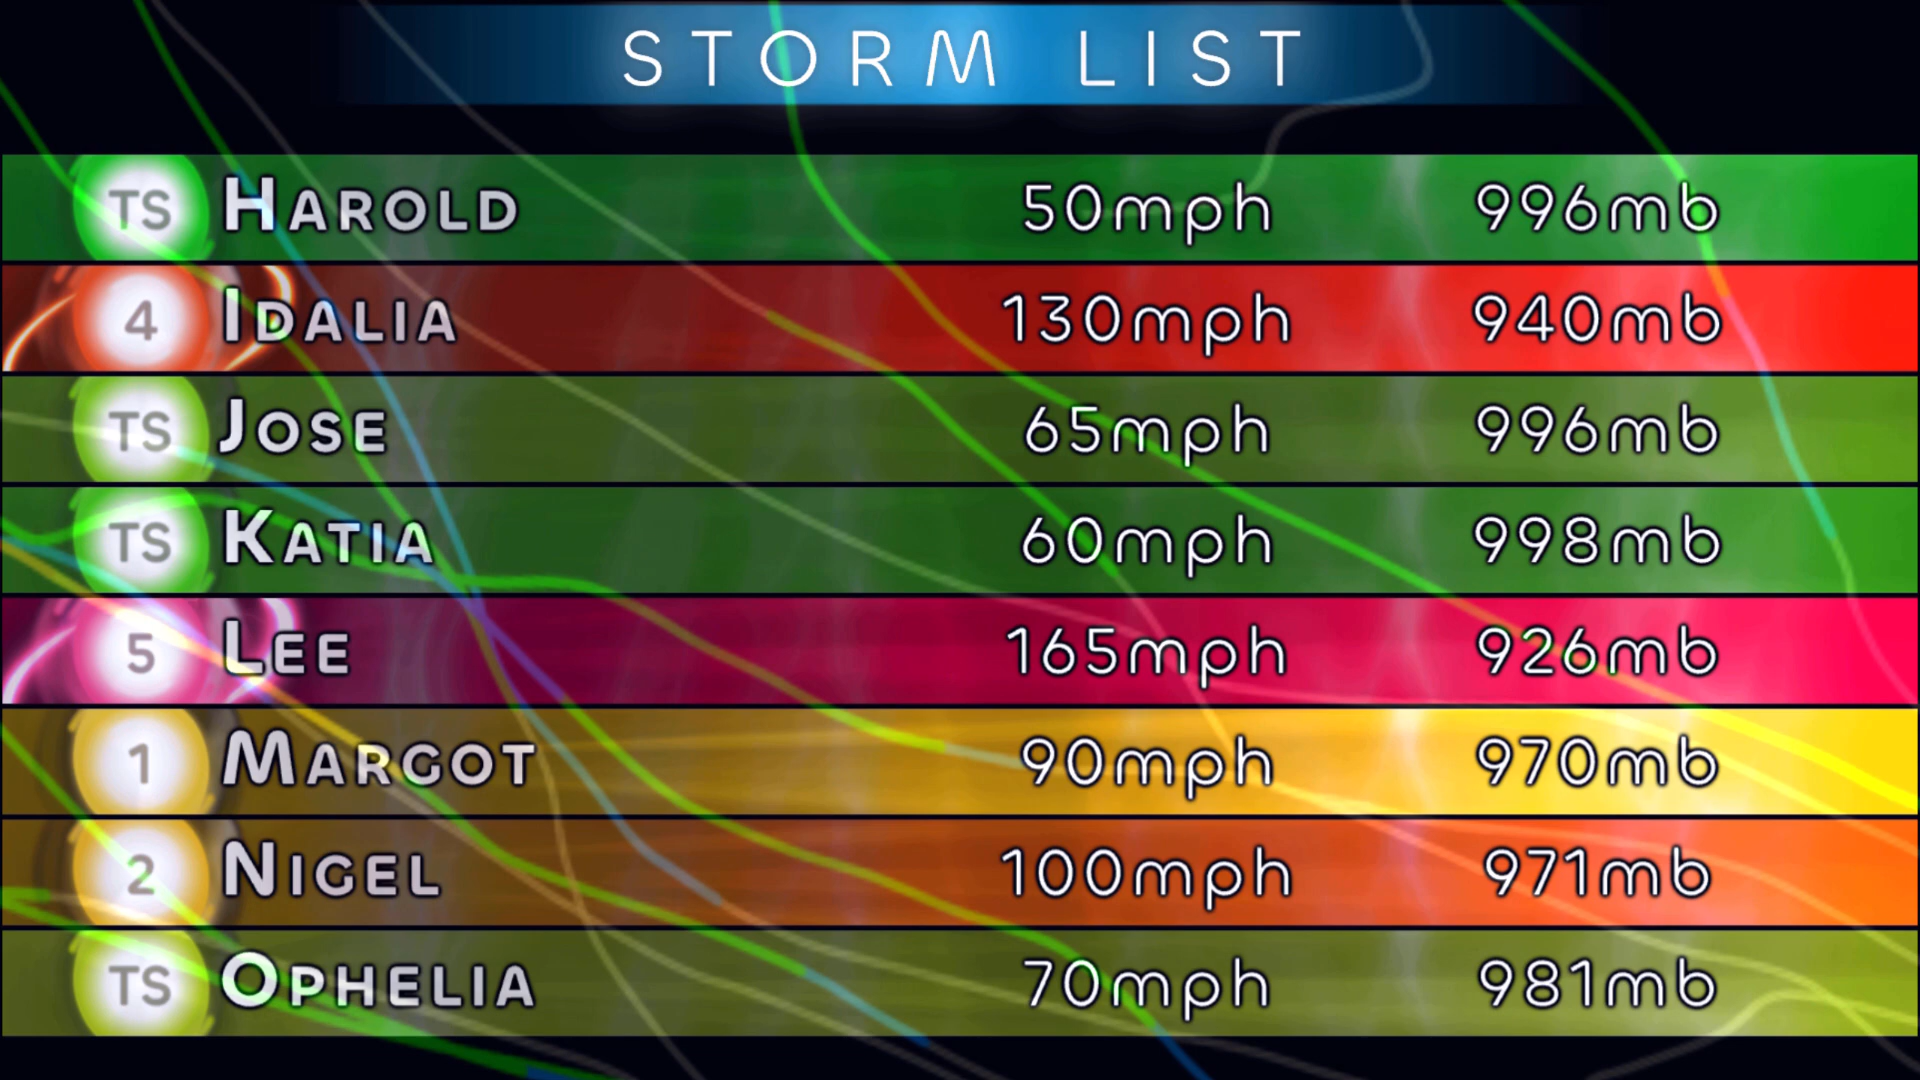 STORM LIST
TS HAROLD 50mph 996mb
4 IDALIA 130mph 940mb
TS JOSE 65mph 996mb
TS KATIA 60mph 998mb
5 LEE 165mph 926mb
1 MARGOT 90mph 970mb
2 NIGEL 100mph 971mb
TS OPHELIA 70mph 981mb